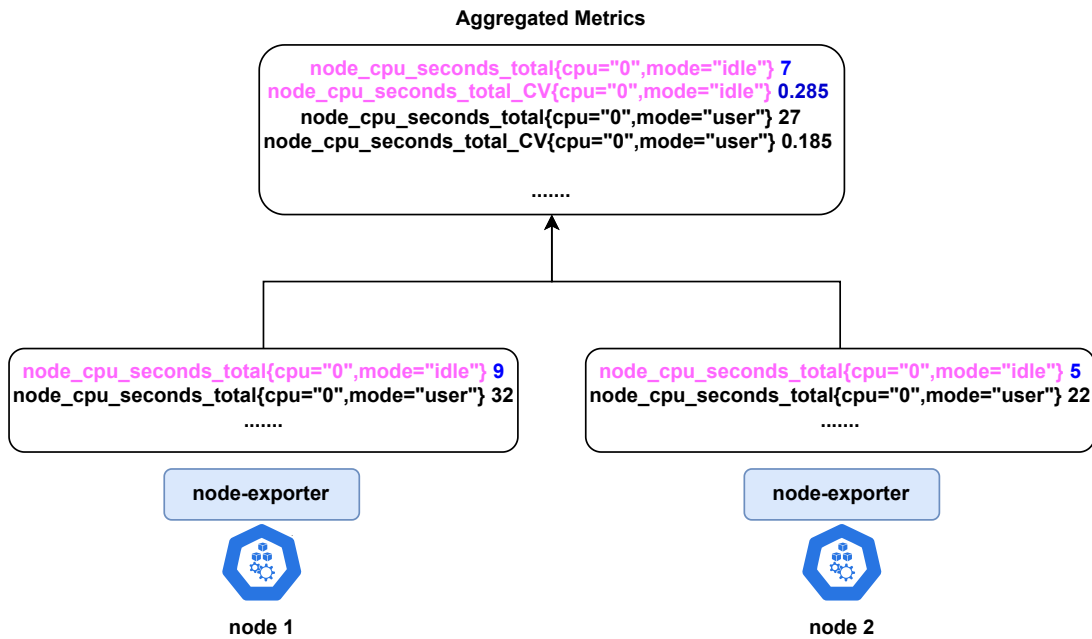 Aggregated Metrics
node_cpu_seconds_total{cpu="0",mode="idle"} 7
node_cpu_seconds_total_CV{cpu="0",mode="idle"} 0.285
node_cpu_seconds_total{cpu="0",mode="user"} 27
node_cpu_seconds_total_CV{cpu="0",mode="user"} 0.185
.......
node_cpu_seconds_total{cpu="0",mode="idle"} 9
node_cpu_seconds_total{cpu="0",mode="user"} 32
.......
node-exporter
node 1
node_cpu_seconds_total{cpu="0",mode="idle"} 5
node_cpu_seconds_total{cpu="0",mode="user"} 22
.......
node-exporter
node 2